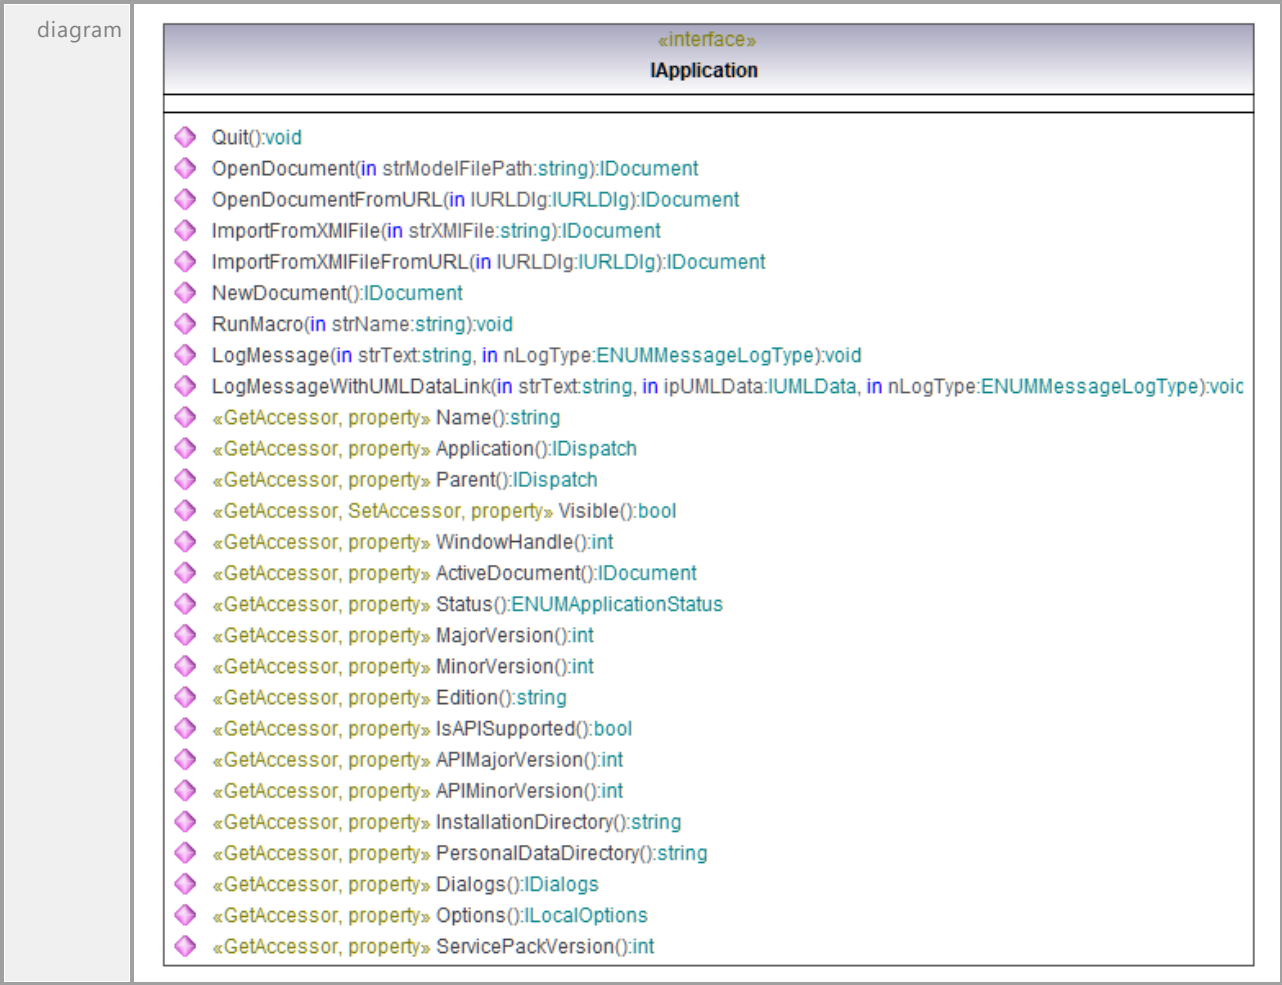 diagram
«interface»
IApplication
Quit():void
OpenDocument(in strModelFilePath:string):IDocument
OpenDocumentFromURL(in IURLDlg:IURLDlg):IDocument
ImportFromXMIFile(in strXMIFile:string):IDocument
ImportFromXMIFileFromURL(in IURLDlg:IURLDlg):IDocument
NewDocument():IDocument
RunMacro(in strName:string):void
LogMessage(in strText:string, in nLogType:ENUMMessageLogType):void
LogMessageWithUMLDataLink(in strText:string, in ipUMLData:IUMLData, in nLogType:ENUMMessageLogType):void
«GetAccessor, property» Name():string
«GetAccessor, property» Application():IDispatch
«GetAccessor, property» Parent():IDispatch
«GetAccessor, SetAccessor, property» Visible():bool
«GetAccessor, property» WindowHandle():int
«GetAccessor, property» ActiveDocument():IDocument
«GetAccessor, property» Status():ENUMApplicationStatus
«GetAccessor, property» MajorVersion():int
«GetAccessor, property» MinorVersion():int
«GetAccessor, property» Edition():string
«GetAccessor, property» IsAPISupported():bool
«GetAccessor, property» APIMajorVersion():int
«GetAccessor, property» APIMinorVersion():int
«GetAccessor, property» InstallationDirectory():string
«GetAccessor, property» PersonalDataDirectory():string
«GetAccessor, property» Dialogs():IDialogs
«GetAccessor, property» Options():ILocalOptions
«GetAccessor, property» ServicePackVersion():int